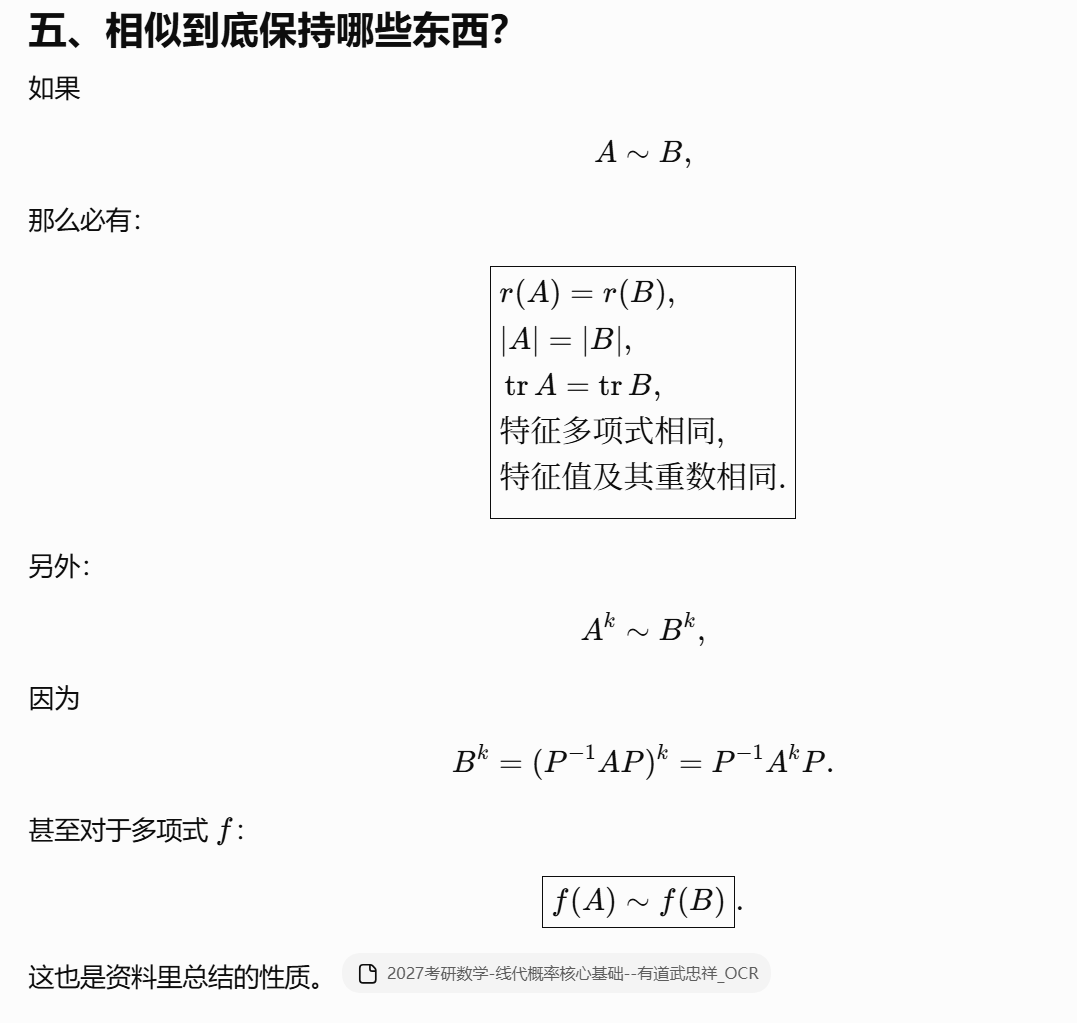 五、相似到底保持哪些东西？
如果
A ∼ B,
那么必有：
r(A) = r(B),
|A| = |B|,
tr A = tr B,
特征多项式相同,
特征值及其重数相同.
另外：
A^k ∼ B^k,
因为
B^k = (P^{-1}AP)^k = P^{-1}A^kP.
甚至对于多项式 f：
f(A) ∼ f(B).
这也是资料里总结的性质。 2027考研数学-线代概率核心基础--有道武忠祥_OCR